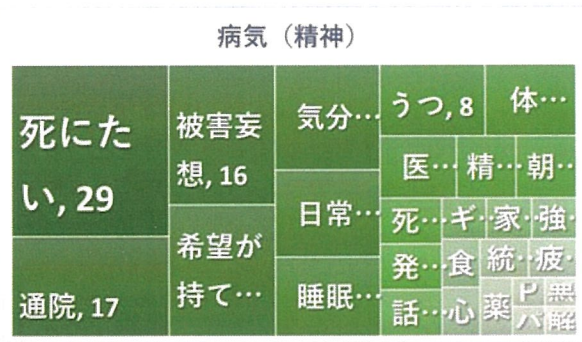 病気（精神）
死にた
い, 29
通院, 17
被害妄
想, 16
希望が
持て…
気分…
日常…
睡眠…
うつ, 8
体…
医…
精…
朝…
死…
ギ…
家…
強…
発…
食
統…
疲…
話…
心
薬
P
悪
パ
解